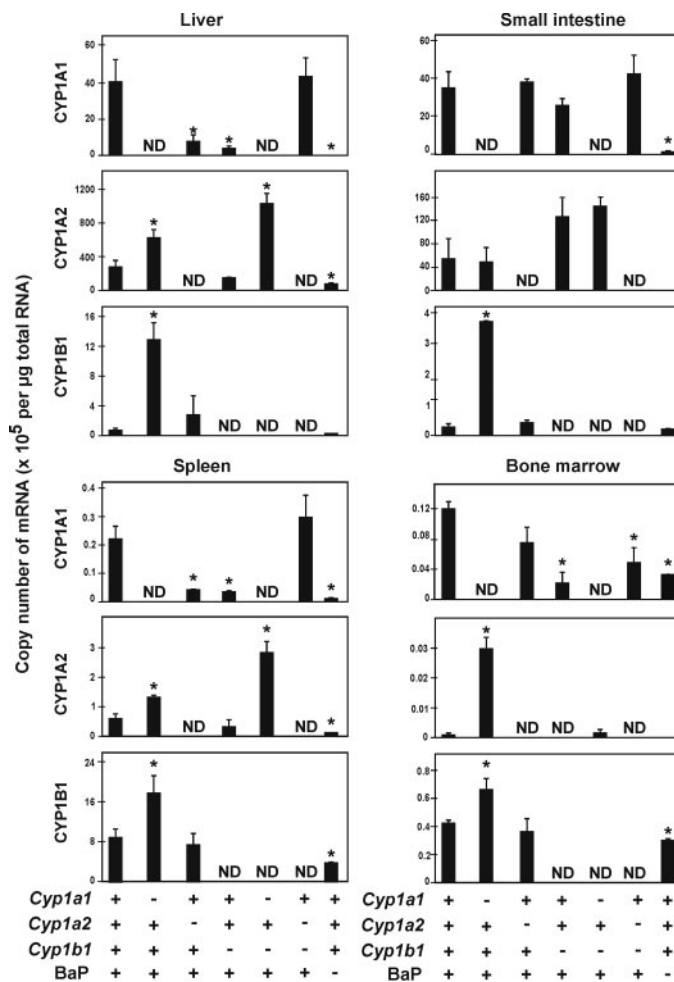 Liver
Small intestine
Copy number of mRNA (x 10⁵ per µg total RNA)
CYP1A1
60
40
20
0
ND * * ND *
60
40
20
0
ND ND *
CYP1A2
1200
800
400
0
* ND * ND *
160
120
80
40
0
ND ND
CYP1B1
16
12
8
4
0
* ND ND ND
4
3
2
1
0
* ND ND ND
Spleen
Bone marrow
CYP1A1
0.4
0.3
0.2
0.1
0
ND * * ND *
0.12
0.08
0.04
ND * ND * *
CYP1A2
3
2
1
0
* ND * ND *
0.03
0.02
0.01
0
* ND ND ND
CYP1B1
24
16
8
0
* ND ND ND *
0.8
0.6
0.4
0.2
* ND ND ND *
Cyp1a1 + - + + - + +
Cyp1a2 + + - + + - +
Cyp1b1 + + + - - - +
BaP + + + + + + -
Cyp1a1 + - + + - + +
Cyp1a2 + + - + + - +
Cyp1b1 + + + - - - +
BaP + + + + + + -